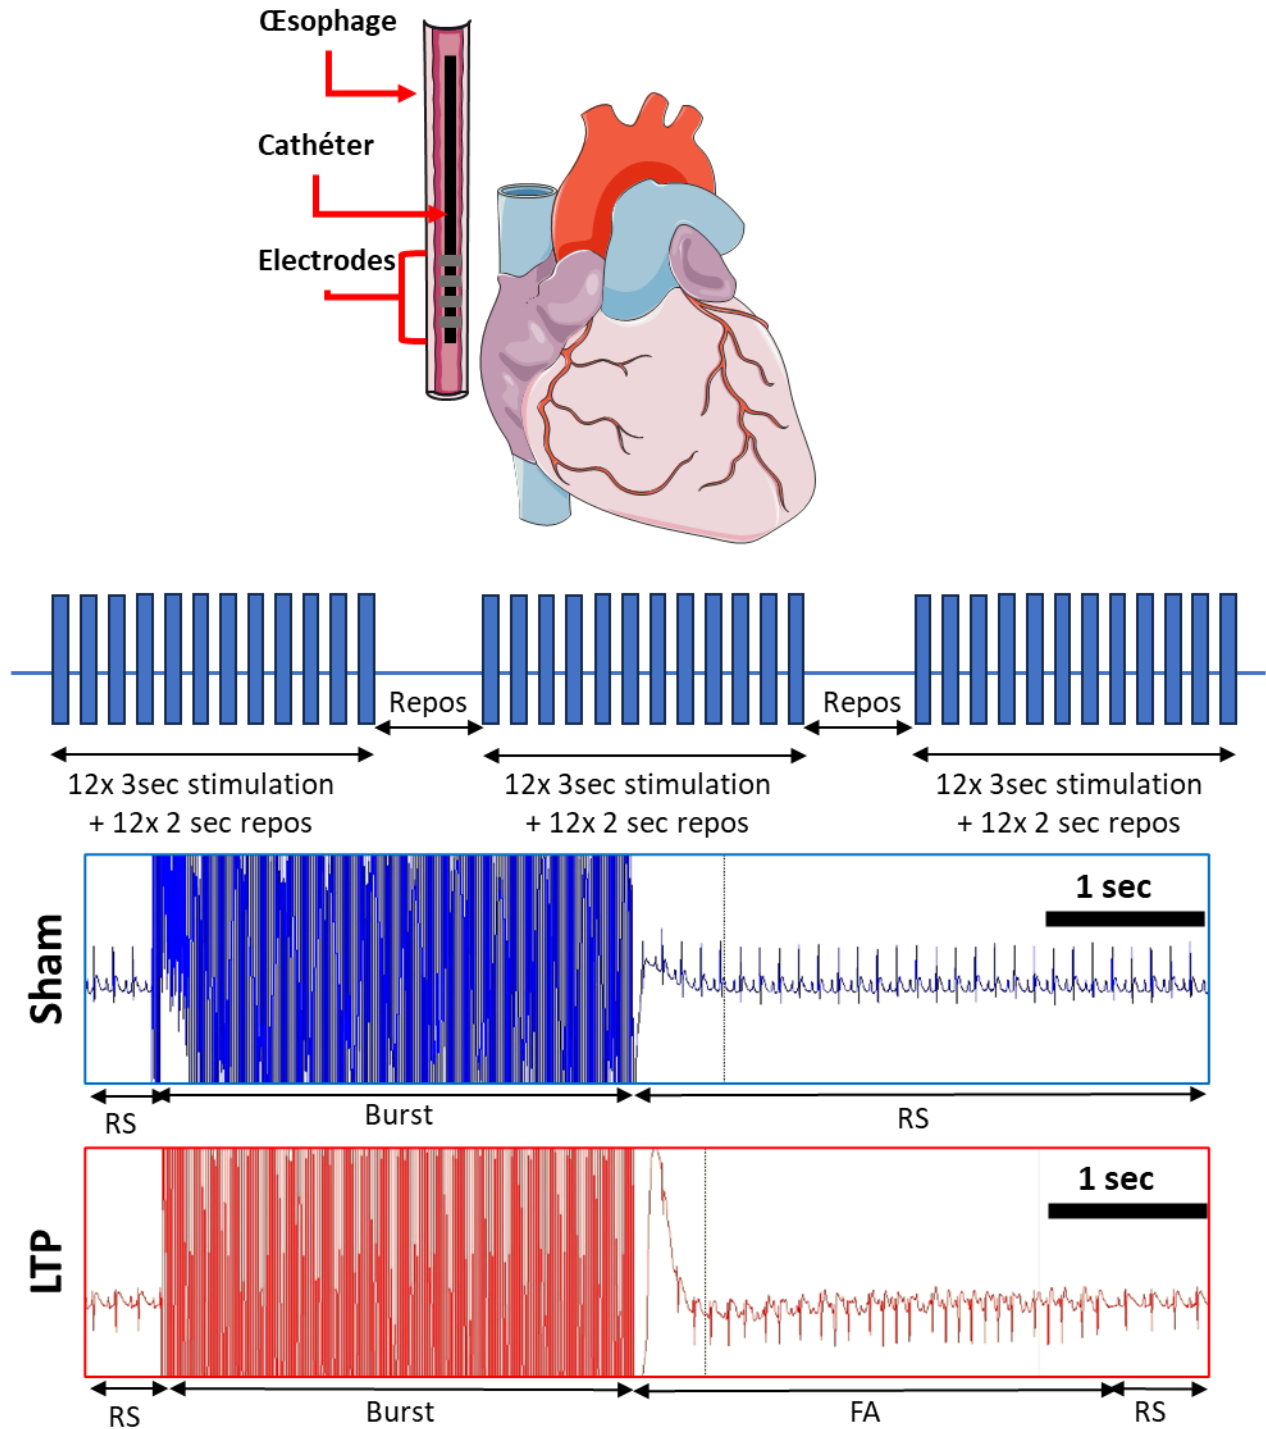 Œsophage
Cathéter
Electrodes
Repos
Repos
12x 3sec stimulation
+ 12x 2 sec repos
12x 3sec stimulation
+ 12x 2 sec repos
12x 3sec stimulation
+ 12x 2 sec repos
Sham
1 sec
RS
Burst
RS
LTP
1 sec
RS
Burst
FA
RS